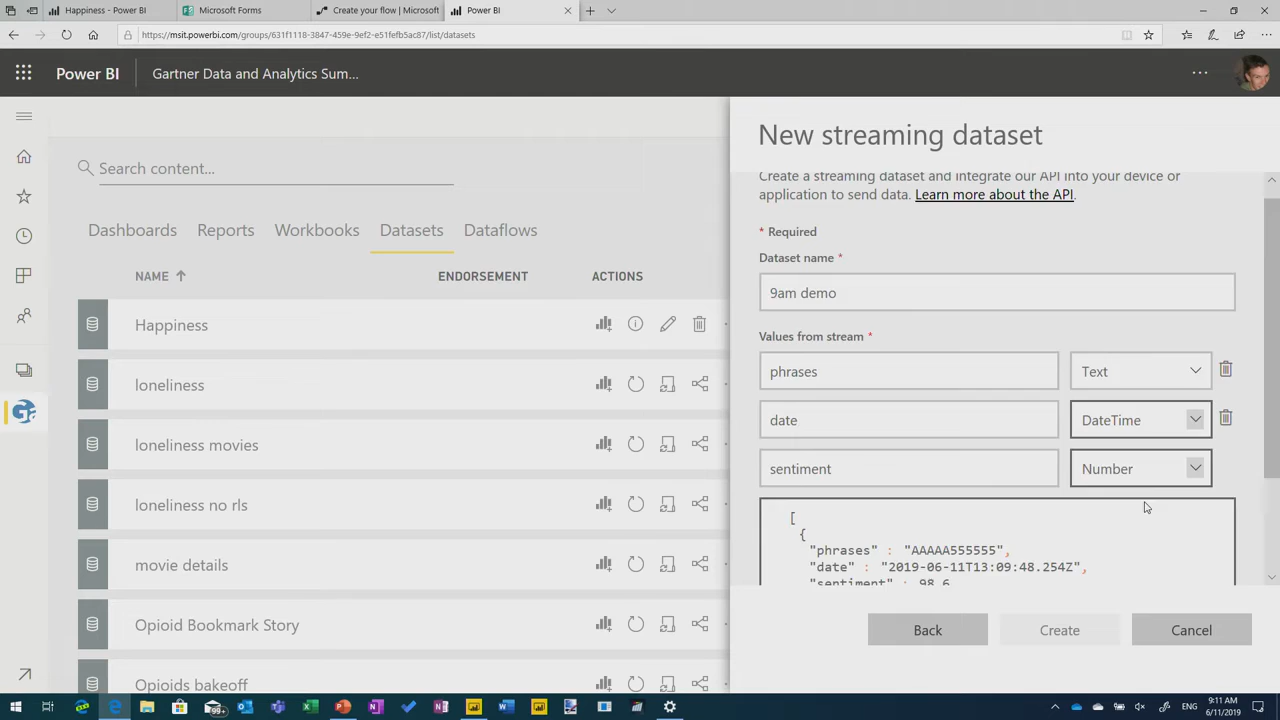 Happiness - Power BI
Microsoft Forms
Create your flow | Microsoft
Power BI
https://msit.powerbi.com/groups/631f1118-3847-459e-9ef2-e51fefb5ac87/list/datasets
Power BI
Gartner Data and Analytics Sum...
New streaming dataset
Create a streaming dataset and integrate our API into your device or
application to send data. Learn more about the API.
Search content...
* Required
Dashboards Reports Workbooks Datasets Dataflows
Dataset name *
NAME ENDORSEMENT ACTIONS
9am demo
Happiness
Values from stream *
phrases Text
loneliness
date DateTime
loneliness movies
sentiment Number
loneliness no rls
[
{
"phrases" : "AAAAA555555",
movie details
"date" : "2019-06-11T13:09:48.254Z",
"sentiment" : 98.6
Opioid Bookmark Story
Back Create Cancel
Opioids bakeoff
99+
9:11 AM
6/11/2019